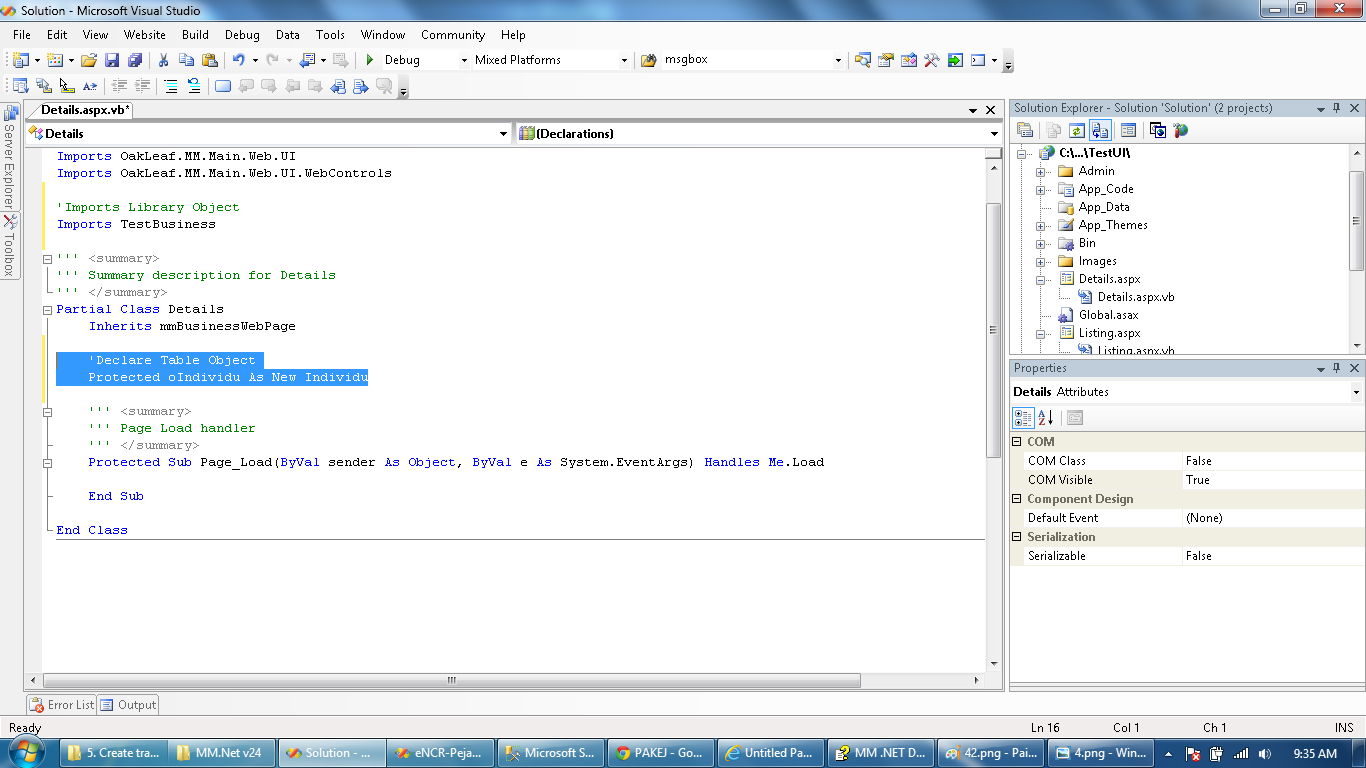 Solution - Microsoft Visual Studio
File Edit View Website Build Debug Data Tools Window Community Help
Debug Mixed Platforms msgbox
Server Explorer
Toolbox
Details.aspx.vb*
Details (Declarations)
Imports OakLeaf.MM.Main.Web.UI
Imports OakLeaf.MM.Main.Web.UI.WebControls
'Imports Library Object
Imports TestBusiness
''' <summary>
''' Summary description for Details
''' </summary>
Partial Class Details
Inherits mmBusinessWebPage
'Declare Table Object
Protected oIndividu As New Individu
''' <summary>
''' Page Load handler
''' </summary>
Protected Sub Page_Load(ByVal sender As Object, ByVal e As System.EventArgs) Handles Me.Load
End Sub
End Class
Solution Explorer - Solution 'Solution' (2 projects)
C:\...\TestUI\
Admin
App_Code
App_Data
App_Themes
Bin
Images
Details.aspx
Details.aspx.vb
Global.asax
Listing.aspx
Listing.aspx.vb
Properties
Details Attributes
COM
COM Class False
COM Visible True
Component Design
Default Event (None)
Serialization
Serializable False
Error List Output
Ready Ln 16 Col 1 Ch 1 INS
5. Create tra... MM.Net v24 Solution - ... eNCR-Peja... Microsoft S... PAKEJ - Go... Untitled Pa... MM .NET D... 42.png - Pai... 4.png - Win... 9:35 AM